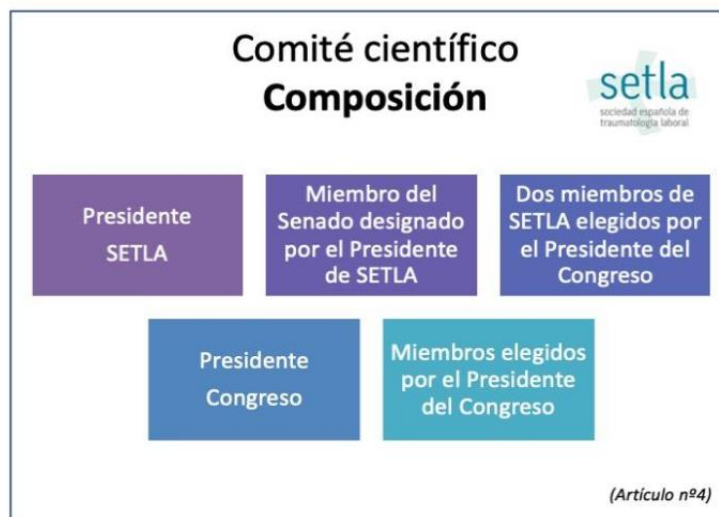 Comité científico
Composición
setla
sociedad española de
traumatología laboral
Presidente
SETLA
Miembro del
Senado designado
por el Presidente
de SETLA
Dos miembros de
SETLA elegidos por
el Presidente del
Congreso
Presidente
Congreso
Miembros elegidos
por el Presidente
del Congreso
(Artículo nº4)